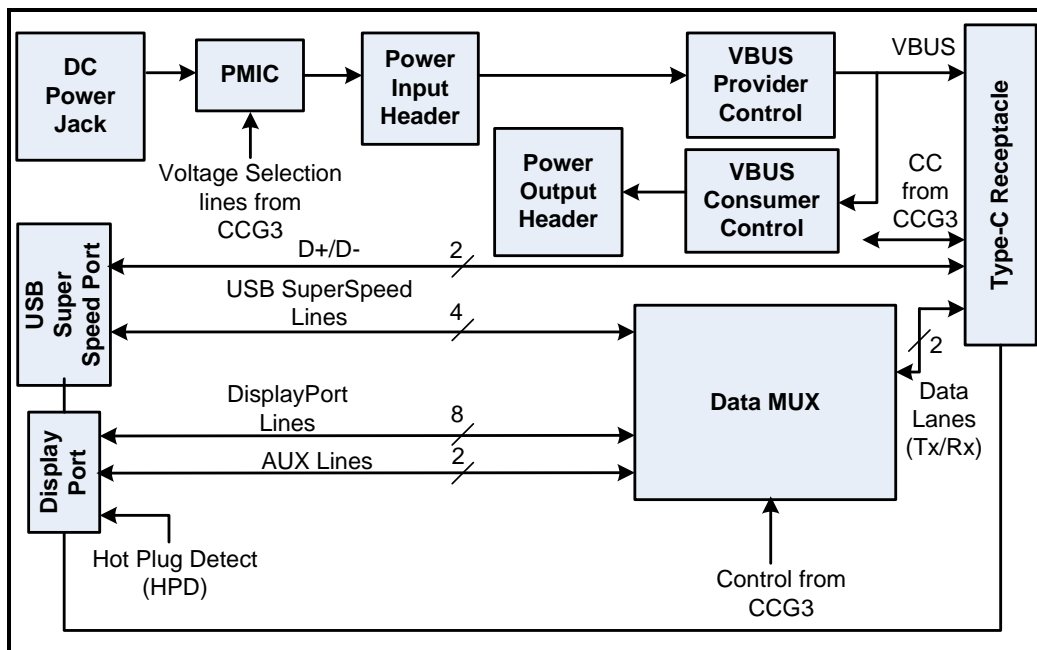 DC
Power
Jack
PMIC
Power
Input
Header
VBUS
Provider
Control
VBUS
Voltage Selection
lines from
CCG3
Power
Output
Header
VBUS
Consumer
Control
CC
from
CCG3
Type-C Receptacle
USB
Super
Speed Port
D+/D-
2
USB SuperSpeed
Lines
4
Data MUX
2
Data
Lanes
(Tx/Rx)
DisplayPort
Lines
8
AUX Lines
2
Display
Port
Hot Plug Detect
(HPD)
Control from
CCG3